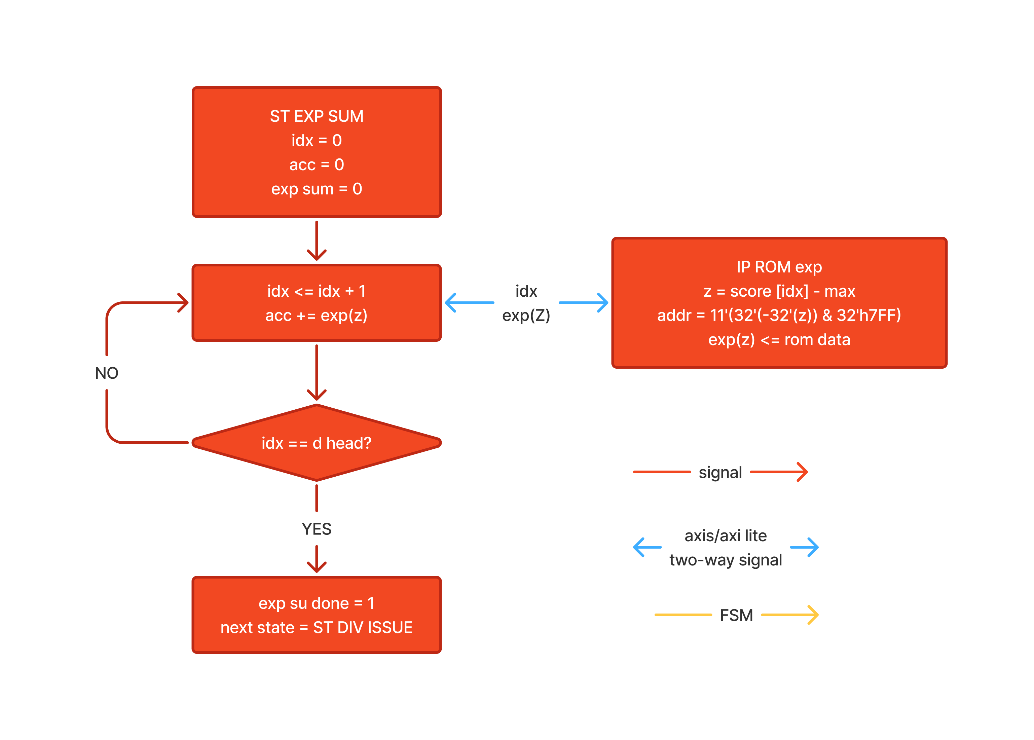 ST EXP SUM
idx = 0
acc = 0
exp sum = 0
idx <= idx + 1
acc += exp(z)
idx
exp(Z)
IP ROM exp
z = score [idx] - max
addr = 11'(32'(-32'(z)) & 32'h7FF)
exp(z) <= rom data
NO
idx == d head?
YES
exp su done = 1
next state = ST DIV ISSUE
signal
axis/axi lite
two-way signal
FSM